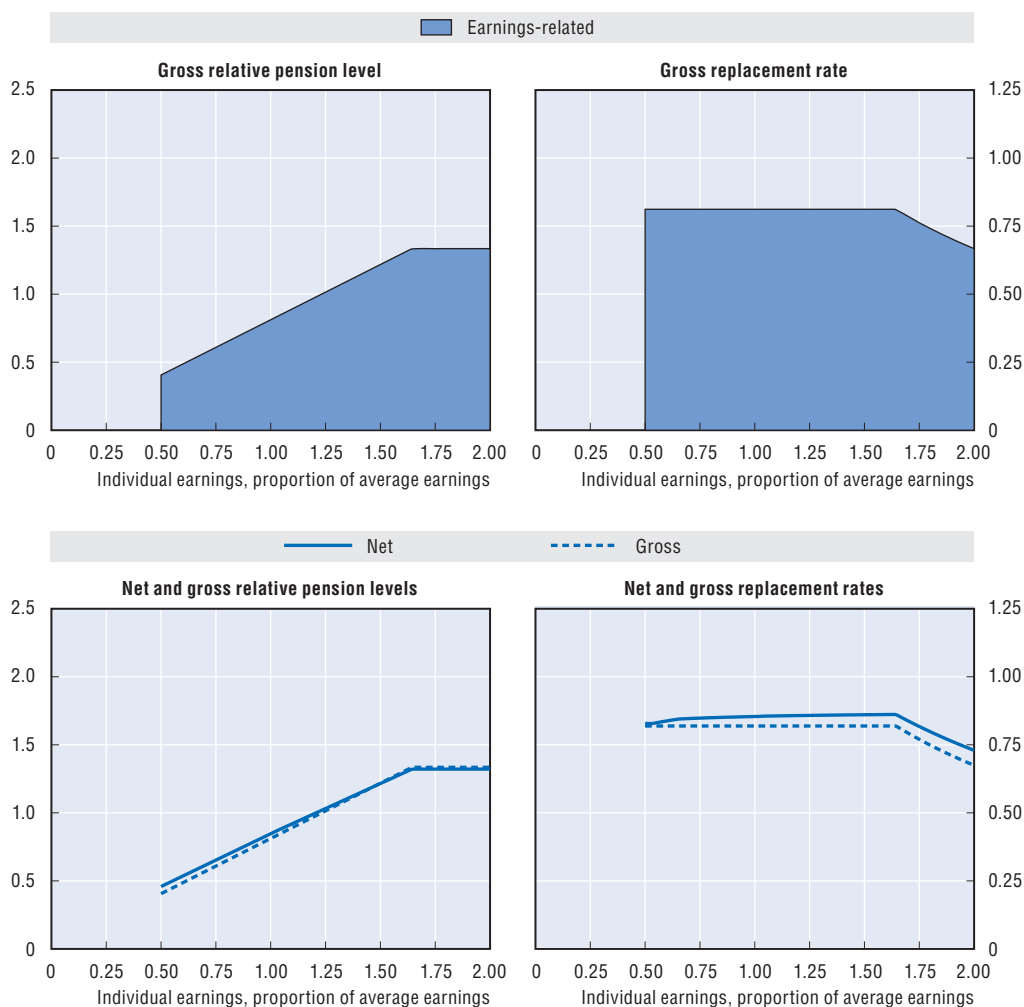 Earnings-related
Gross relative pension level
Gross replacement rate
2.5
2.0
1.5
1.0
0.5
0
1.25
1.00
0.75
0.50
0.25
0
0 0.25 0.50 0.75 1.00 1.25 1.50 1.75 2.00
0 0.25 0.50 0.75 1.00 1.25 1.50 1.75 2.00
Individual earnings, proportion of average earnings
Individual earnings, proportion of average earnings
Net Gross
Net and gross relative pension levels
Net and gross replacement rates
2.5
2.0
1.5
1.0
0.5
0
1.25
1.00
0.75
0.50
0.25
0
0 0.25 0.50 0.75 1.00 1.25 1.50 1.75 2.00
0 0.25 0.50 0.75 1.00 1.25 1.50 1.75 2.00
Individual earnings, proportion of average earnings
Individual earnings, proportion of average earnings